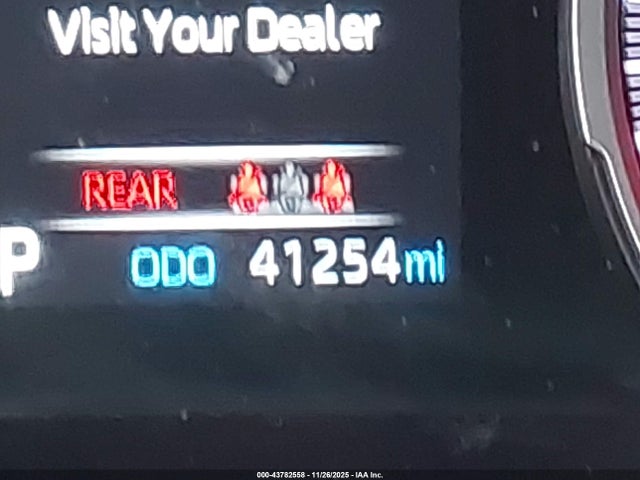 Visit Your Dealer
REAR
P
ODO 41254mi
000-43782558 - 11/26/2025 - IAA Inc.